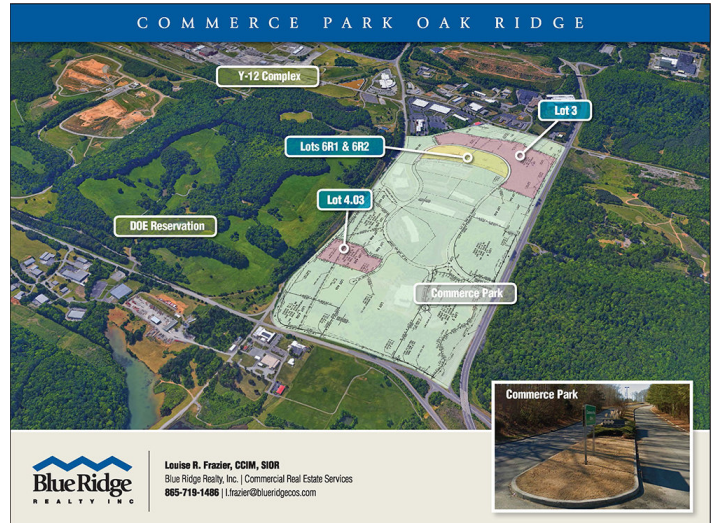 COMMERCE PARK OAK RIDGE
Y-12 Complex
Lot 3
Lots 6R1 & 6R2
Lot 4.03
DOE Reservation
Commerce Park
Commerce Park
Blue Ridge
REALTY INC
Louise R. Frazier, CCIM, SIOR
Blue Ridge Realty, Inc. | Commercial Real Estate Services
865-719-1486 | l.frazier@blueridgecos.com